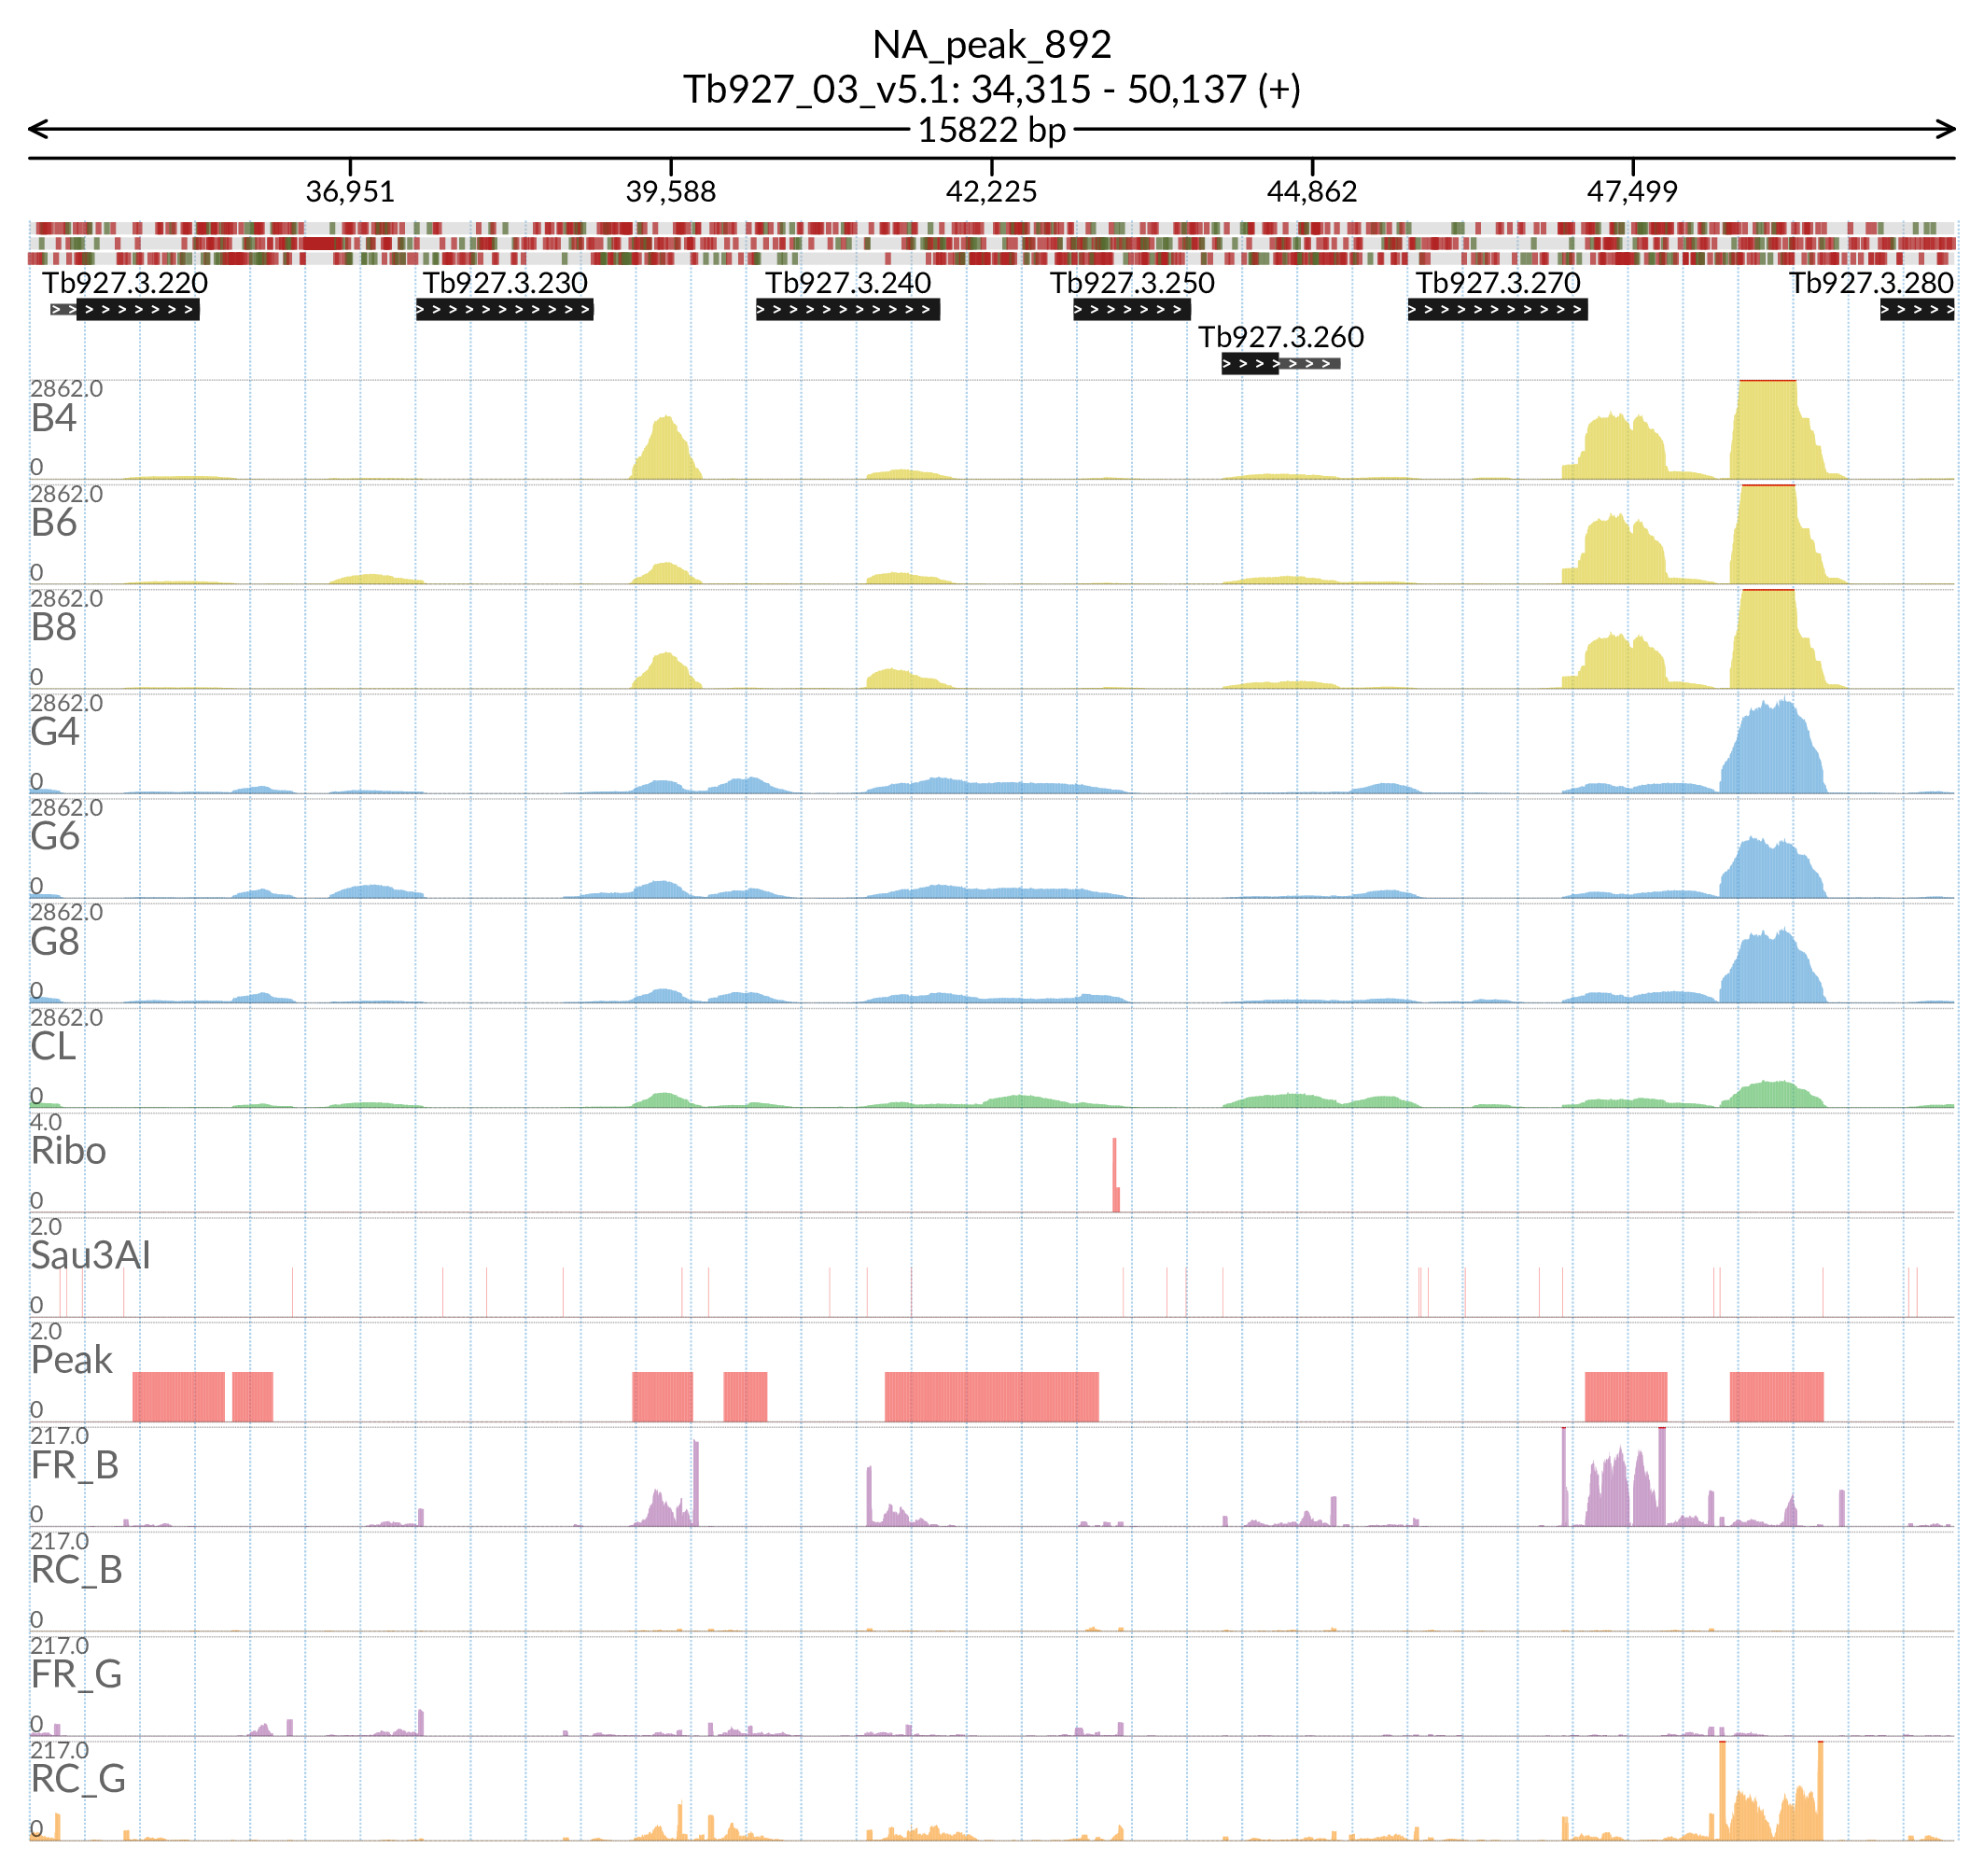 NA_peak_892
Tb927_03_v5.1: 34,315 - 50,137 (+)
15822 bp
36,951 39,588 42,225 44,862 47,499
Tb927.3.220 Tb927.3.230 Tb927.3.240 Tb927.3.250 Tb927.3.270 Tb927.3.280
Tb927.3.260
2862.0
B4
0
2862.0
B6
0
2862.0
B8
0
2862.0
G4
0
2862.0
G6
0
2862.0
G8
0
2862.0
CL
0
4.0
Ribo
0
2.0
Sau3AI
0
2.0
Peak
0
217.0
FR_B
0
217.0
RC_B
0
217.0
FR_G
0
217.0
RC_G
0